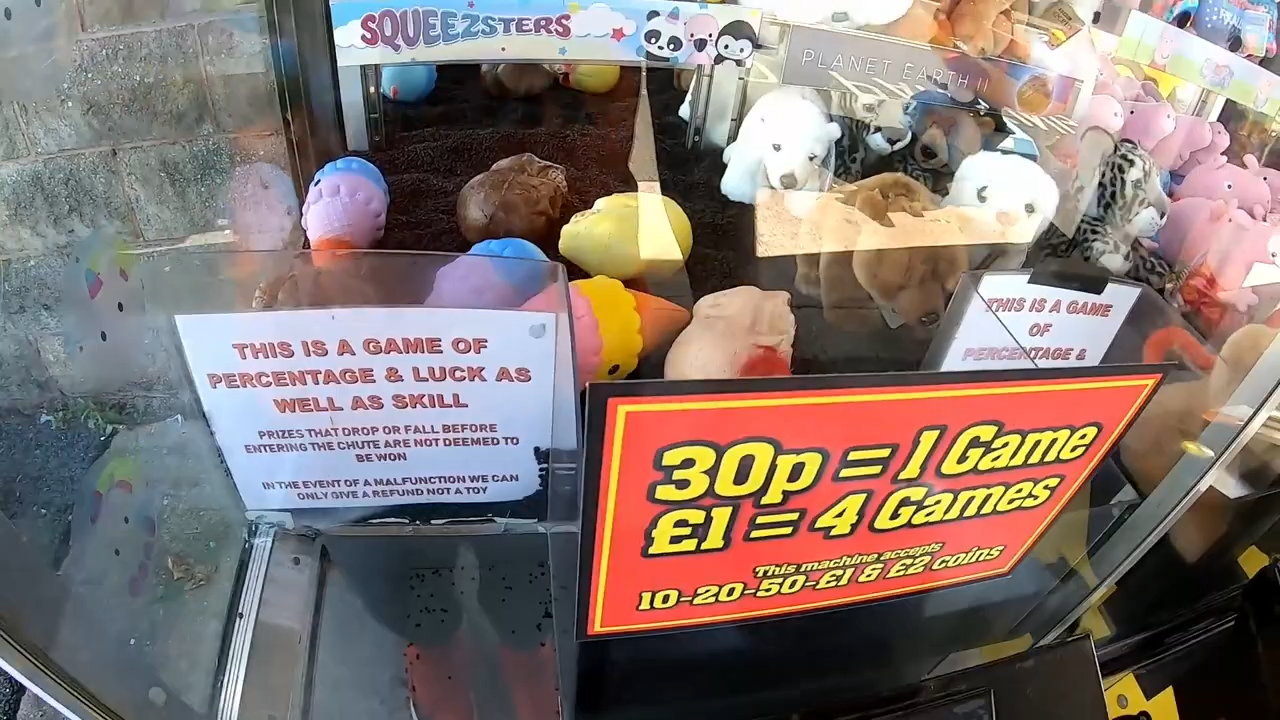 SQUEEZSTERS
PLANET EARTH II
THIS IS A GAME OF
PERCENTAGE & LUCK AS
WELL AS SKILL
PRIZES THAT DROP OR FALL BEFORE
ENTERING THE CHUTE ARE NOT DEEMED TO
BE WON
IN THE EVENT OF A MALFUNCTION WE CAN
ONLY GIVE A REFUND NOT A TOY
THIS IS A GAME
OF
PERCENTAGE &
30p = 1 Game
£1 = 4 Games
This machine accepts
10-20-50-£1 & £2 coins